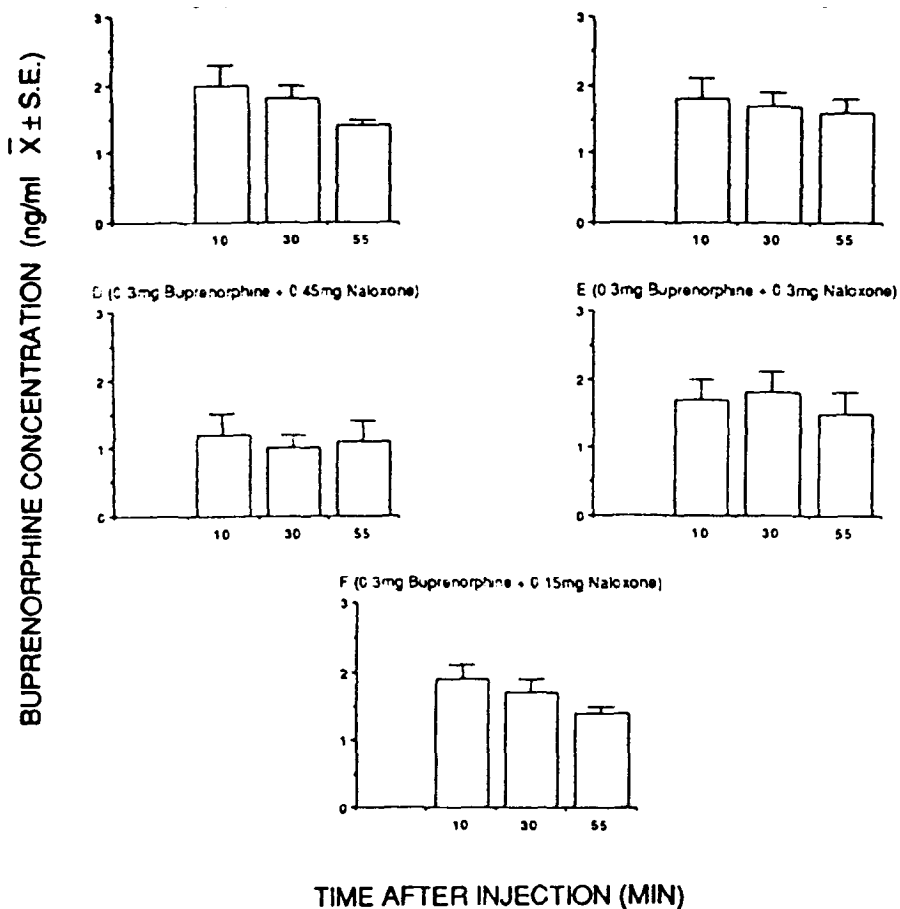 BUPRENORPHINE CONCENTRATION (ng/ml X ± S.E.)
3
2
1
0
10 30 55
3
2
1
0
10 30 55
D (0.3mg Buprenorphine + 0.45mg Naloxone)
3
2
1
0
10 30 55
E (0.3mg Buprenorphine + 0.3mg Naloxone)
3
2
1
0
10 30 55
F (0.3mg Buprenorphine + 0.15mg Naloxone)
3
2
1
0
10 30 55
TIME AFTER INJECTION (MIN)